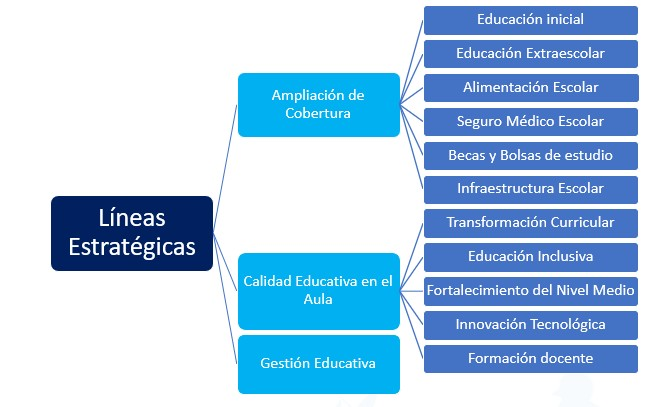 Líneas
Estratégicas
Ampliación de
Cobertura
Educación inicial
Educación Extraescolar
Alimentación Escolar
Seguro Médico Escolar
Becas y Bolsas de estudio
Infraestructura Escolar
Calidad Educativa en el
Aula
Transformación Curricular
Educación Inclusiva
Fortalecimiento del Nivel Medio
Innovación Tecnológica
Formación docente
Gestión Educativa